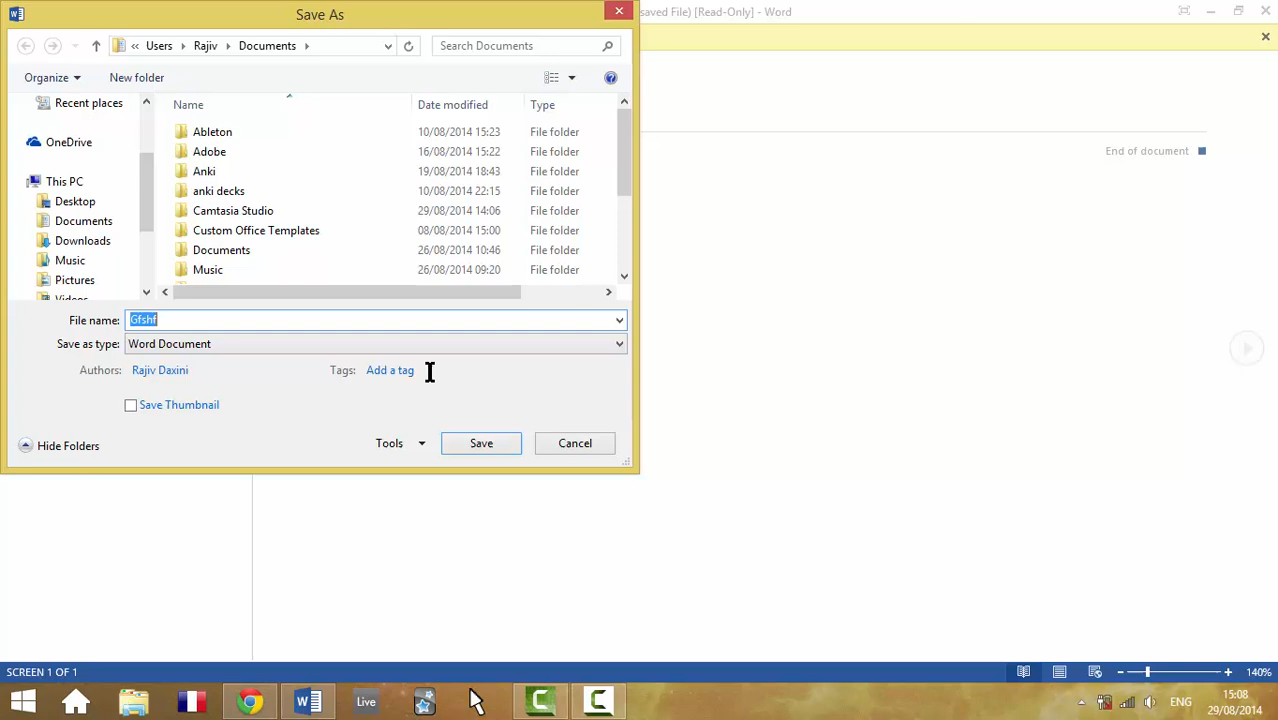 Save As
saved File) [Read-Only] - Word
« Users Rajiv Documents
Search Documents
Organize New folder
Recent places
OneDrive
This PC
Desktop
Documents
Downloads
Music
Pictures
Videos
Name Date modified Type
Ableton 10/08/2014 15:23 File folder
Adobe 16/08/2014 15:22 File folder
Anki 19/08/2014 18:43 File folder
anki decks 10/08/2014 22:15 File folder
Camtasia Studio 29/08/2014 14:06 File folder
Custom Office Templates 08/08/2014 15:00 File folder
Documents 26/08/2014 10:46 File folder
Music 26/08/2014 09:20 File folder
File name: Gfshf
Save as type: Word Document
Authors: Rajiv Daxini Tags: Add a tag
Save Thumbnail
Hide Folders Tools Save Cancel
End of document
SCREEN 1 OF 1
140%
Live
ENG
15:08
29/08/2014